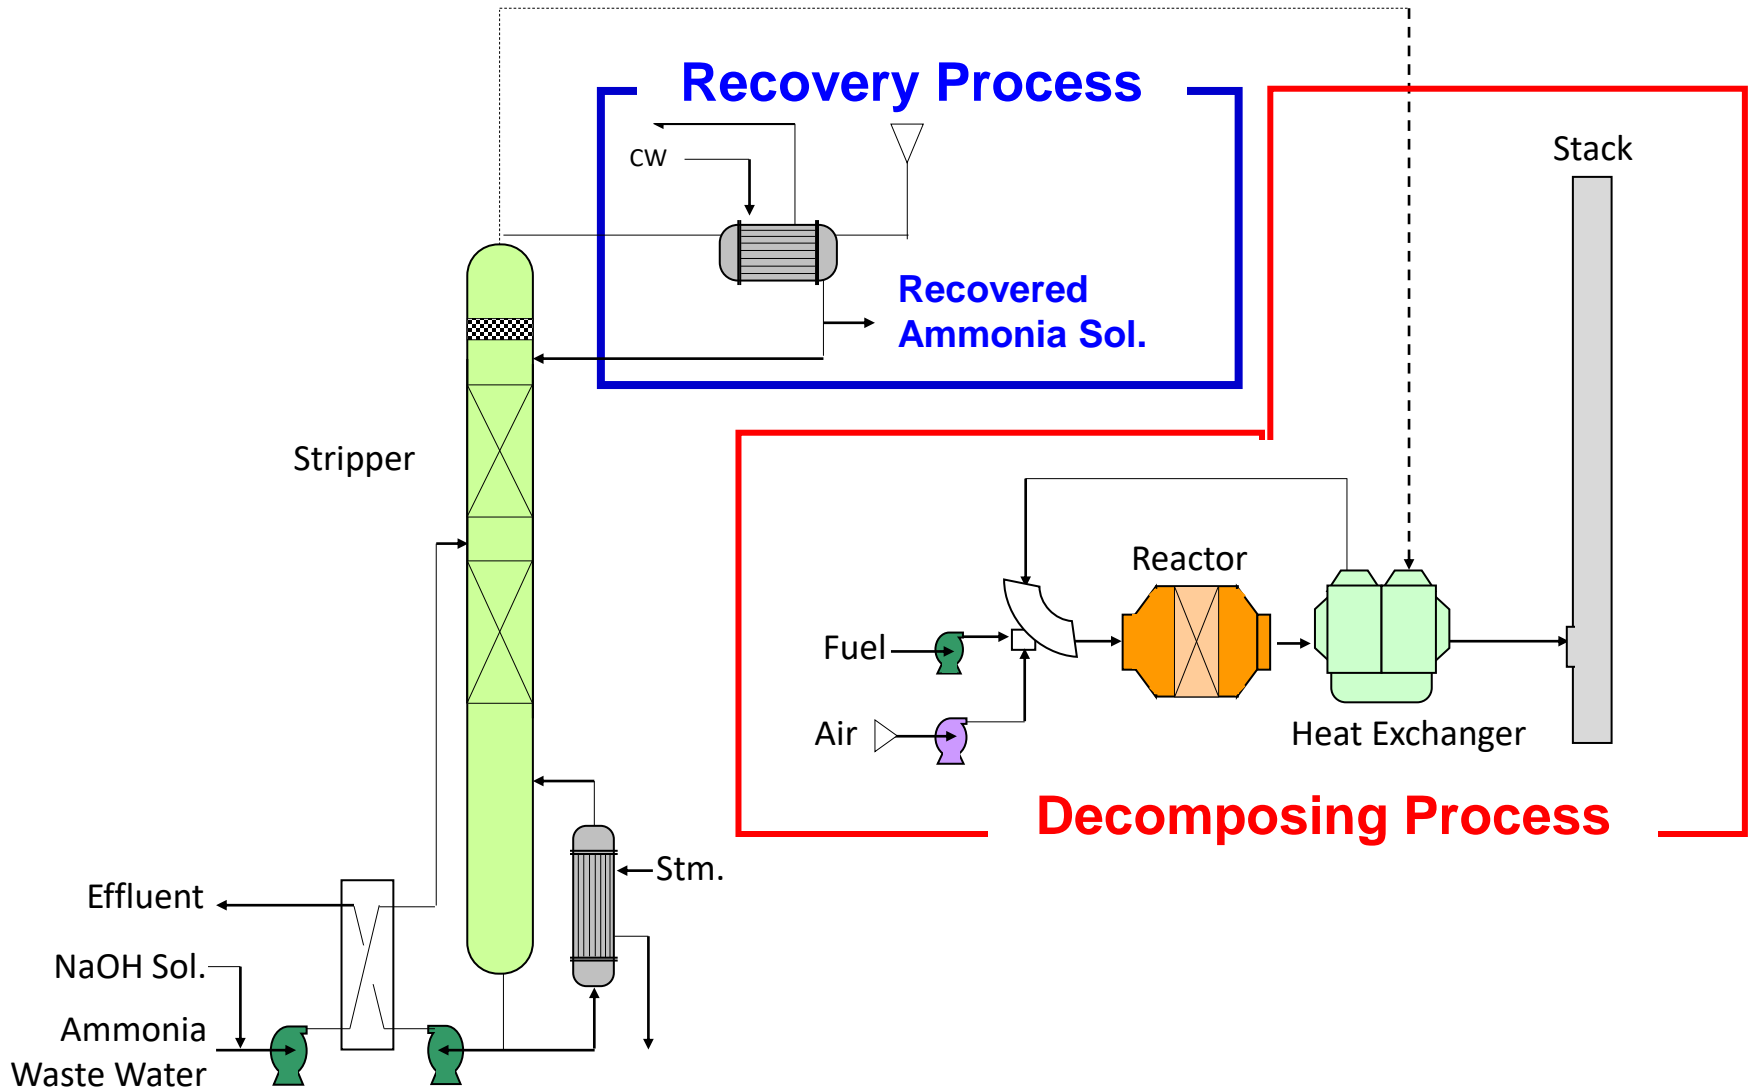 Recovery Process
Stack
CW
Recovered
Ammonia Sol.
Stripper
Reactor
Fuel
Air
Heat Exchanger
Decomposing Process
Stm.
Effluent
NaOH Sol.
Ammonia
Waste Water